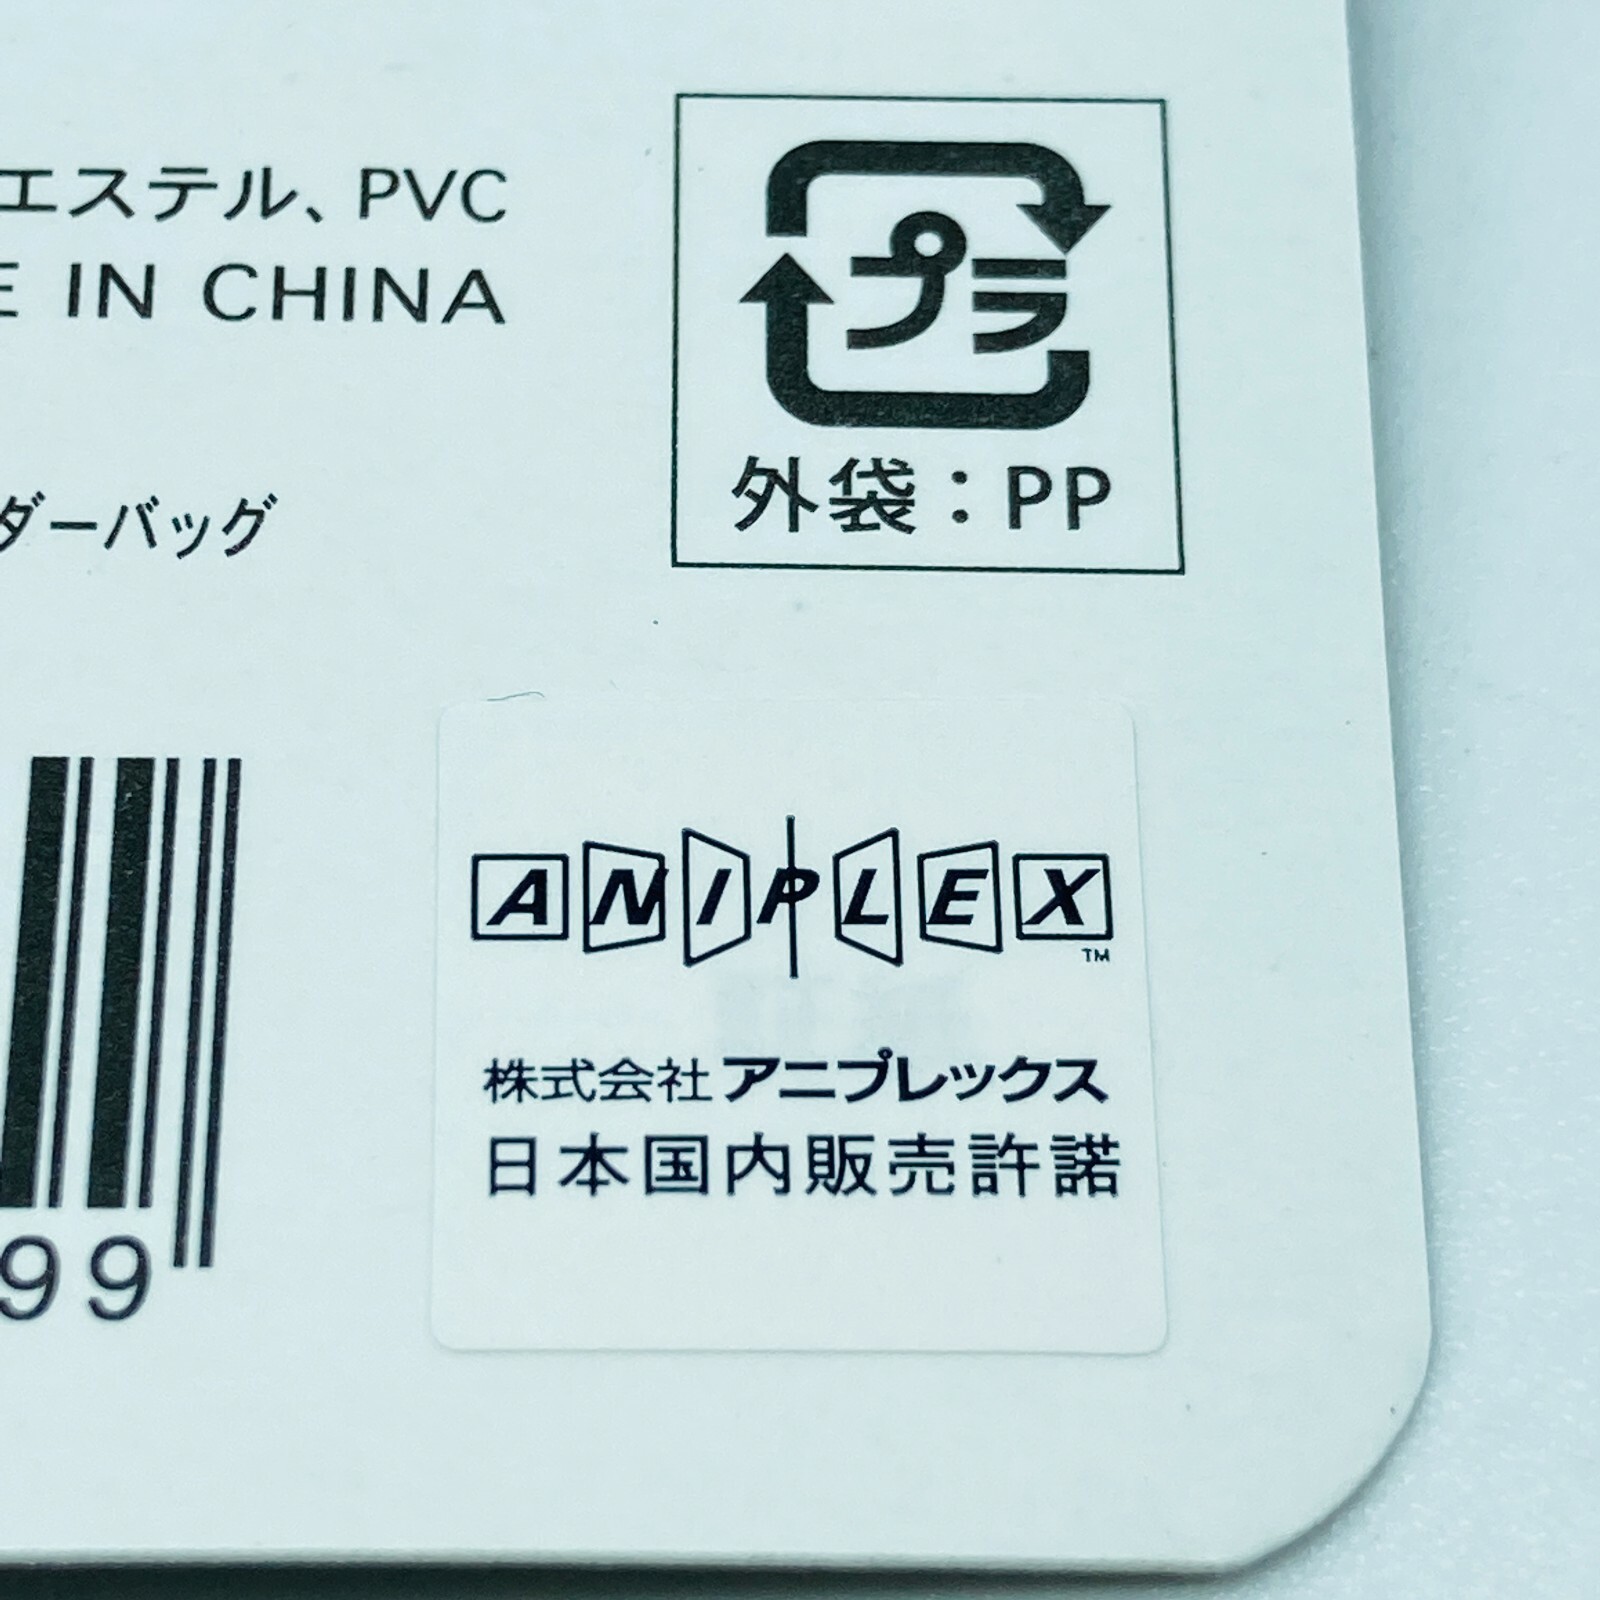 エステル、PVC
E IN CHINA
プラ
外袋：PP
ダーバッグ
99
ANIPLEX
TM
株式会社アニプレックス
日本国内販売許諾